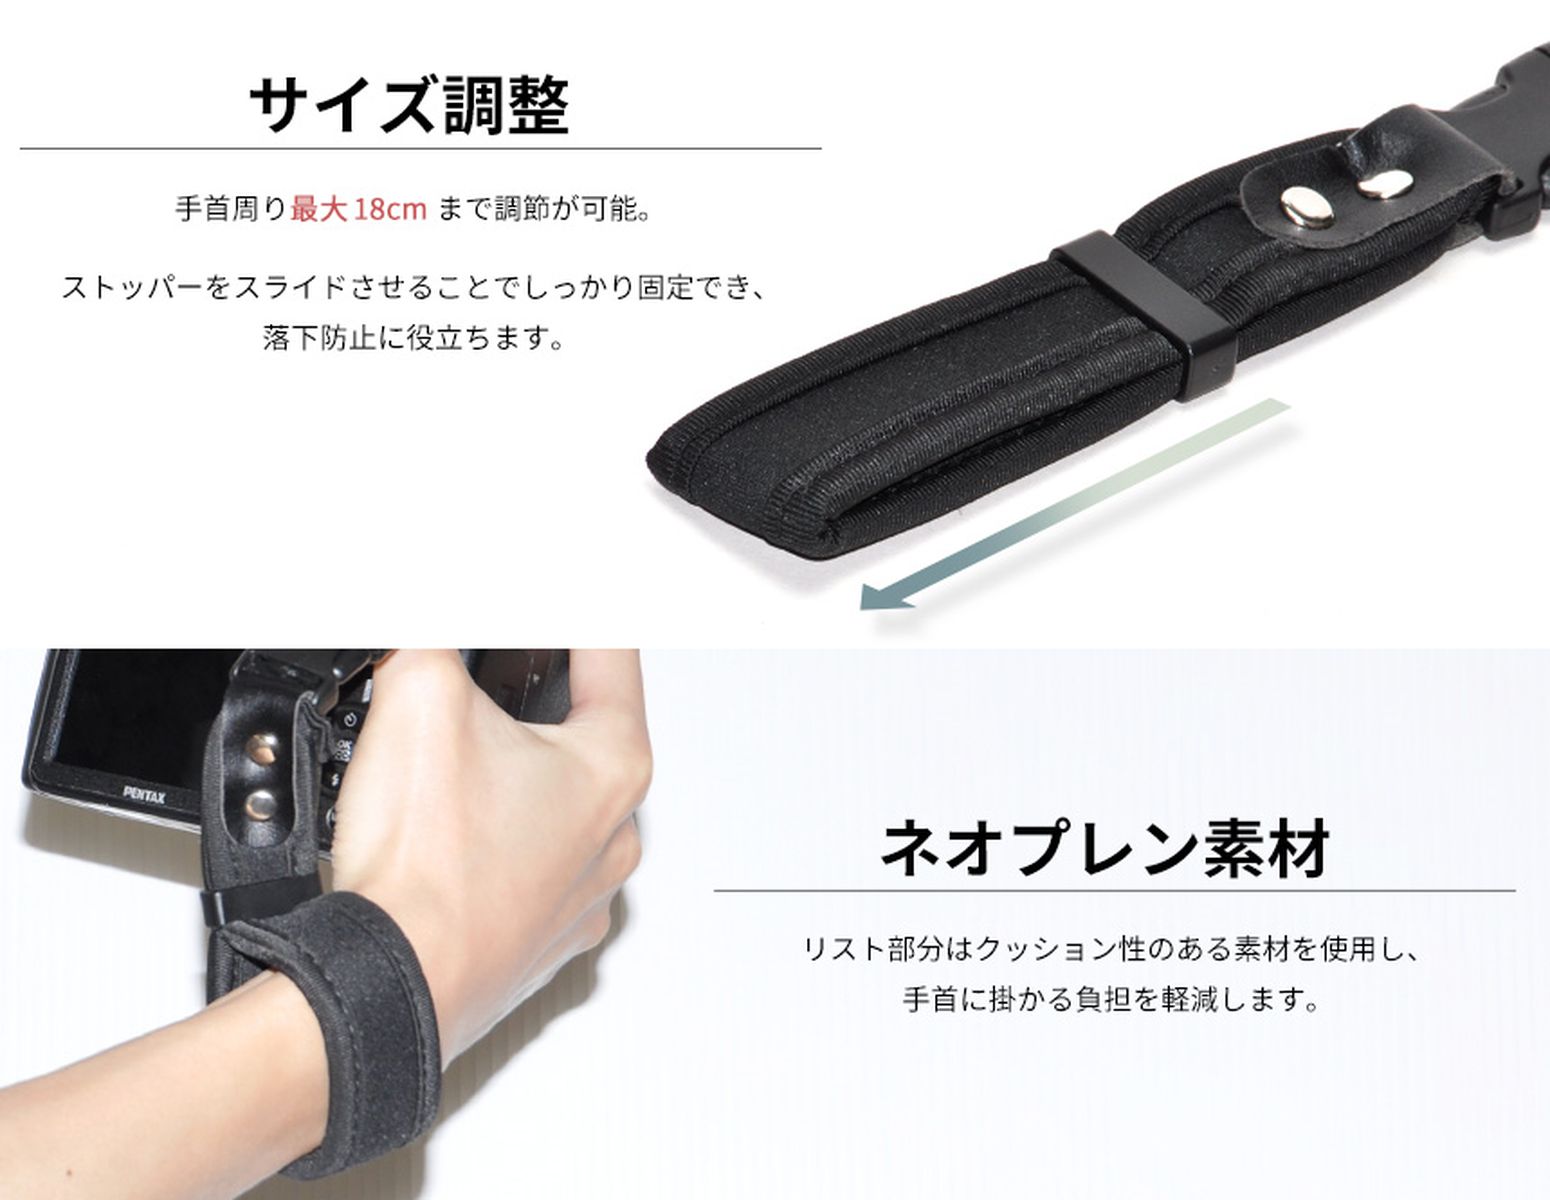 サイズ調整
手首周り最大18cm まで調節が可能。
ストッパーをスライドさせることでしっかり固定でき、
落下防止に役立ちます。
PENTAX
ネオプレン素材
リスト部分はクッション性のある素材を使用し、
手首に掛かる負担を軽減します。